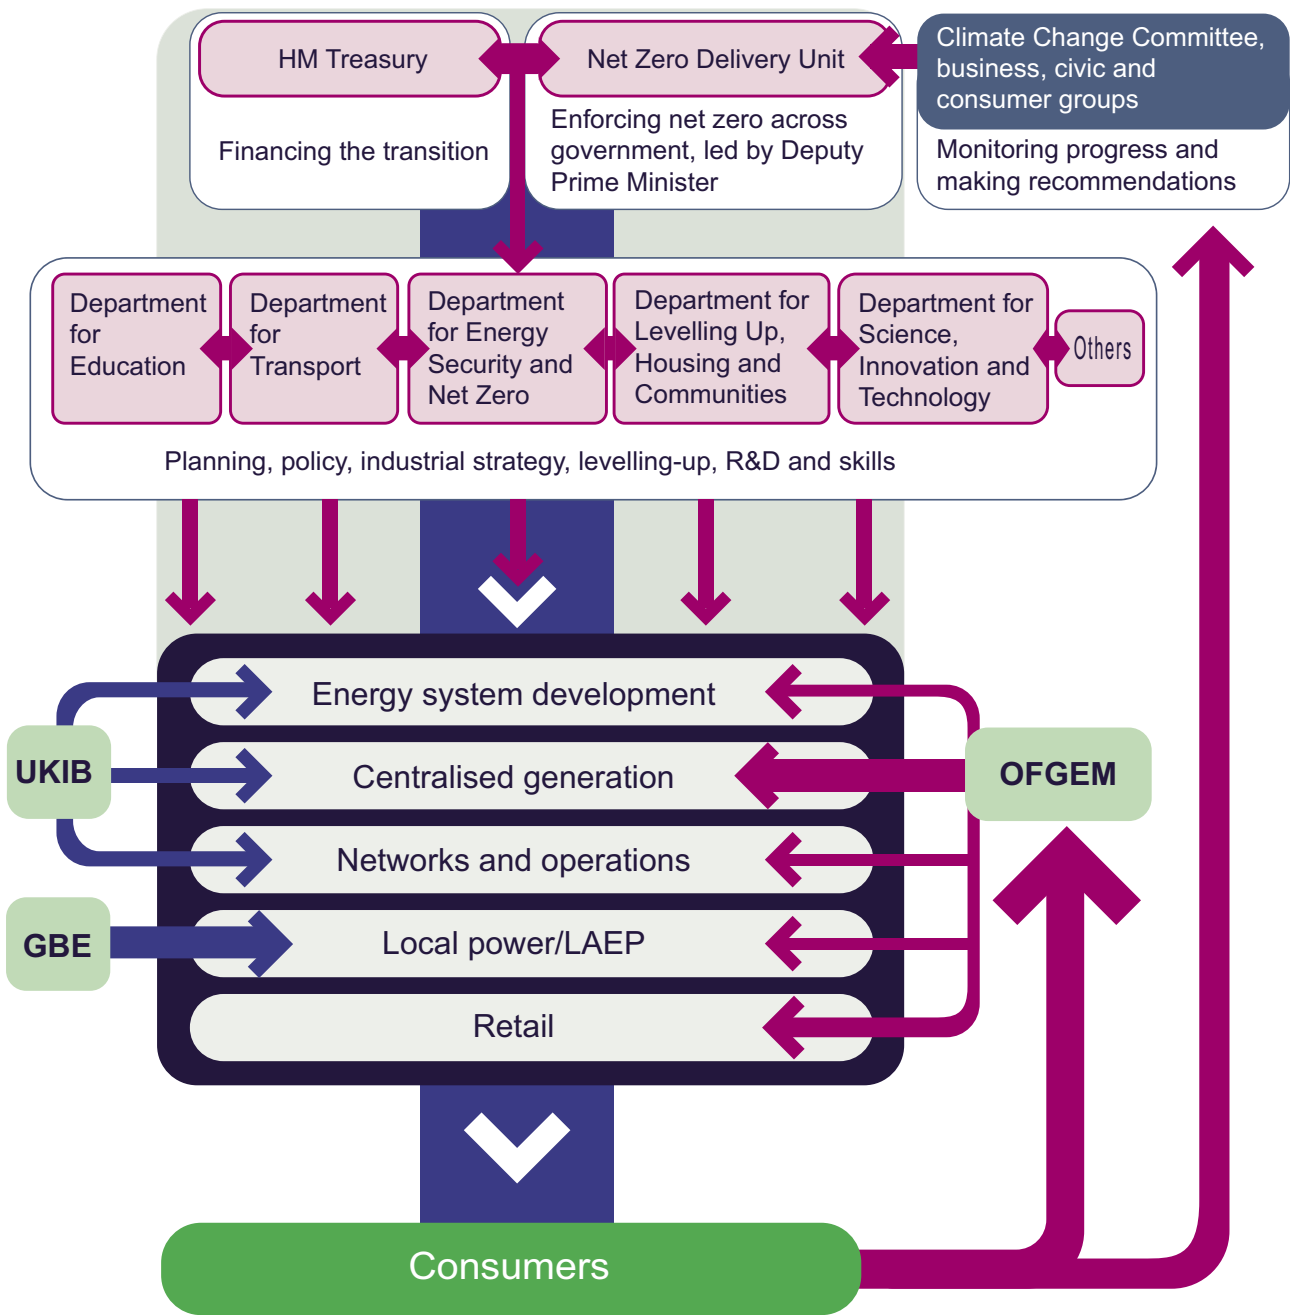 HM Treasury
Financing the transition
Net Zero Delivery Unit
Enforcing net zero across
government, led by Deputy
Prime Minister
Climate Change Committee,
business, civic and
consumer groups
Monitoring progress and
making recommendations
Department
for
Education
Department
for
Transport
Department
for Energy
Security and
Net Zero
Department for
Levelling Up,
Housing and
Communities
Department for
Science,
Innovation and
Technology
Others
Planning, policy, industrial strategy, levelling-up, R&D and skills
Energy system development
UKIB
Centralised generation
OFGEM
Networks and operations
GBE
Local power/LAEP
Retail
Consumers